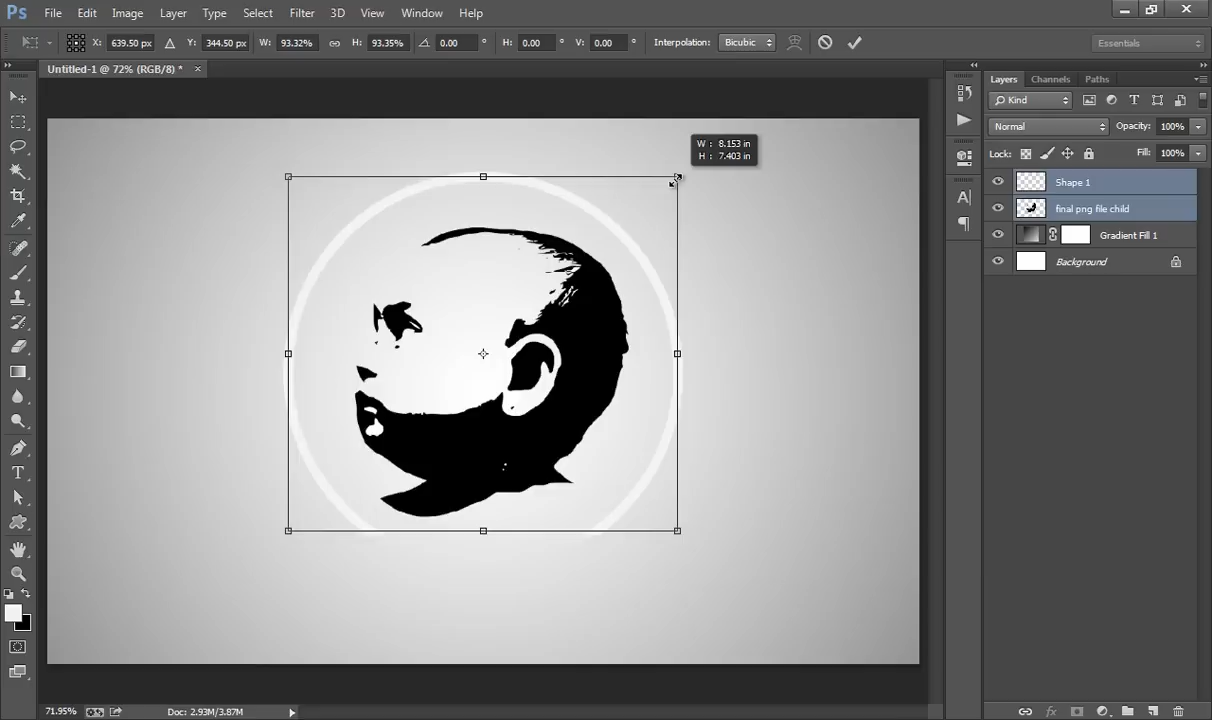 Ps File Edit Image Layer Type Select Filter 3D View Window Help
X: 639.50 px Y: 344.50 px W: 93.32% H: 93.35% 0.00 ° H: 0.00 ° V: 0.00 ° Interpolation: Bicubic Essentials
Untitled-1 @ 72% (RGB/8) * ×
Layers Channels Paths
Kind
Normal Opacity: 100%
Lock: Fill: 100%
W : 8.153 in
H : 7.403 in
Shape 1
final png file child
Gradient Fill 1
Background
71.95% Doc: 2.93M/3.87M